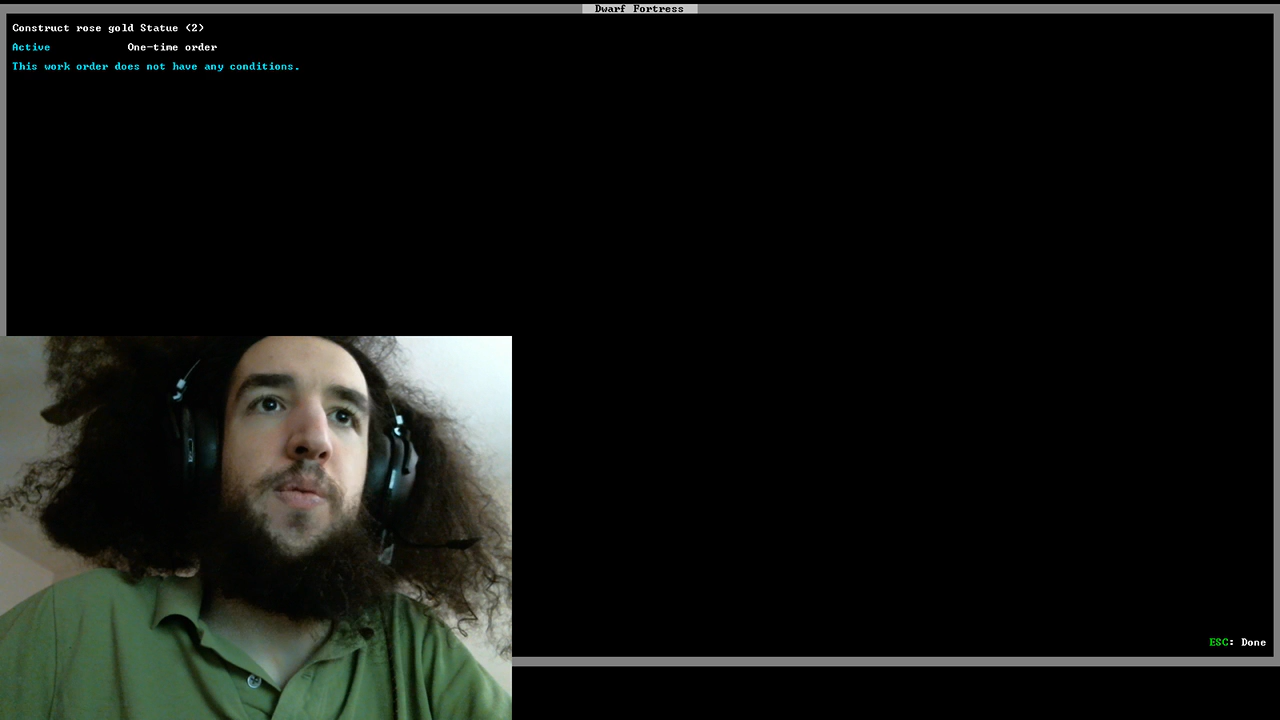 Dwarf Fortress
Construct rose gold Statue (2)
Active One-time order
This work order does not have any conditions.
ESC: Done